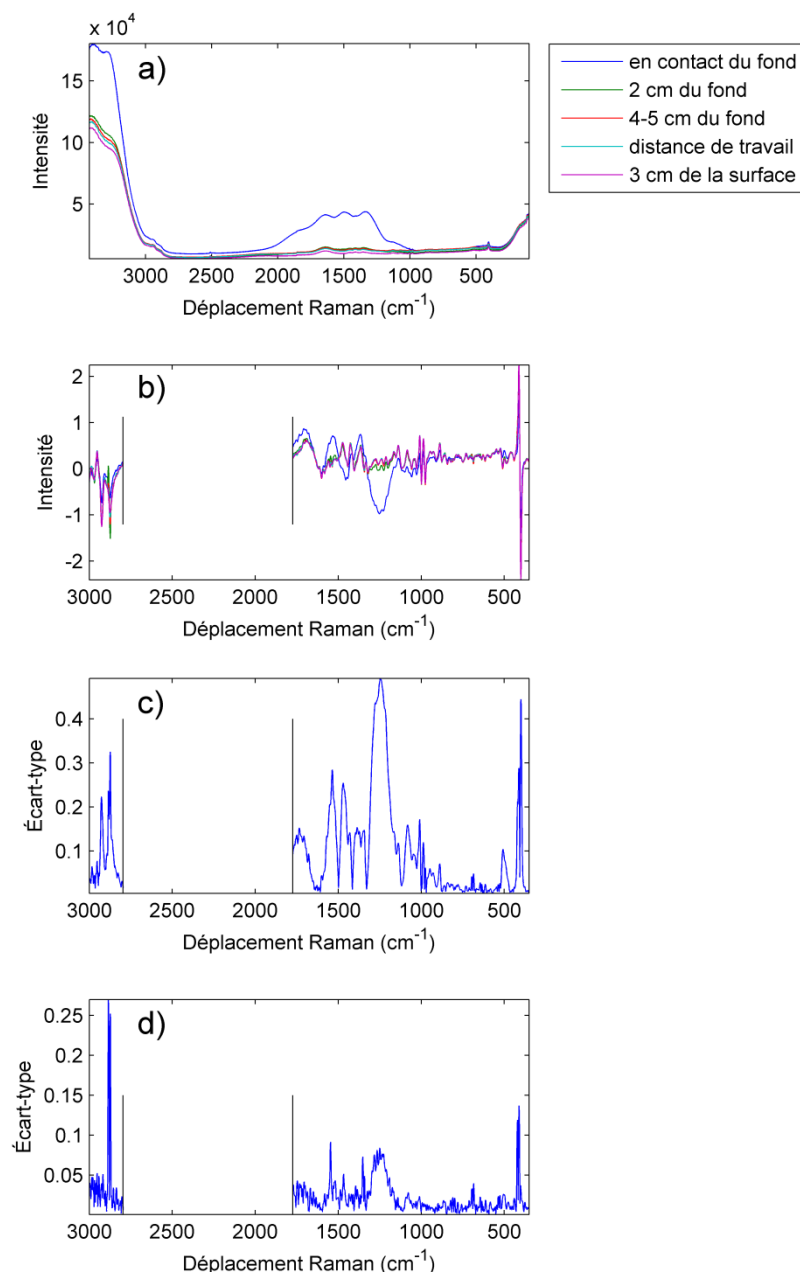 x 10⁴
a)
15
10
5
3000 2500 2000 1500 1000 500
Intensité
Déplacement Raman (cm⁻¹)
en contact du fond
2 cm du fond
4-5 cm du fond
distance de travail
3 cm de la surface
b)
2
1
0
-1
-2
3000 2500 2000 1500 1000 500
Intensité
Déplacement Raman (cm⁻¹)
c)
0.4
0.3
0.2
0.1
3000 2500 2000 1500 1000 500
Écart-type
Déplacement Raman (cm⁻¹)
d)
0.25
0.2
0.15
0.1
0.05
3000 2500 2000 1500 1000 500
Écart-type
Déplacement Raman (cm⁻¹)